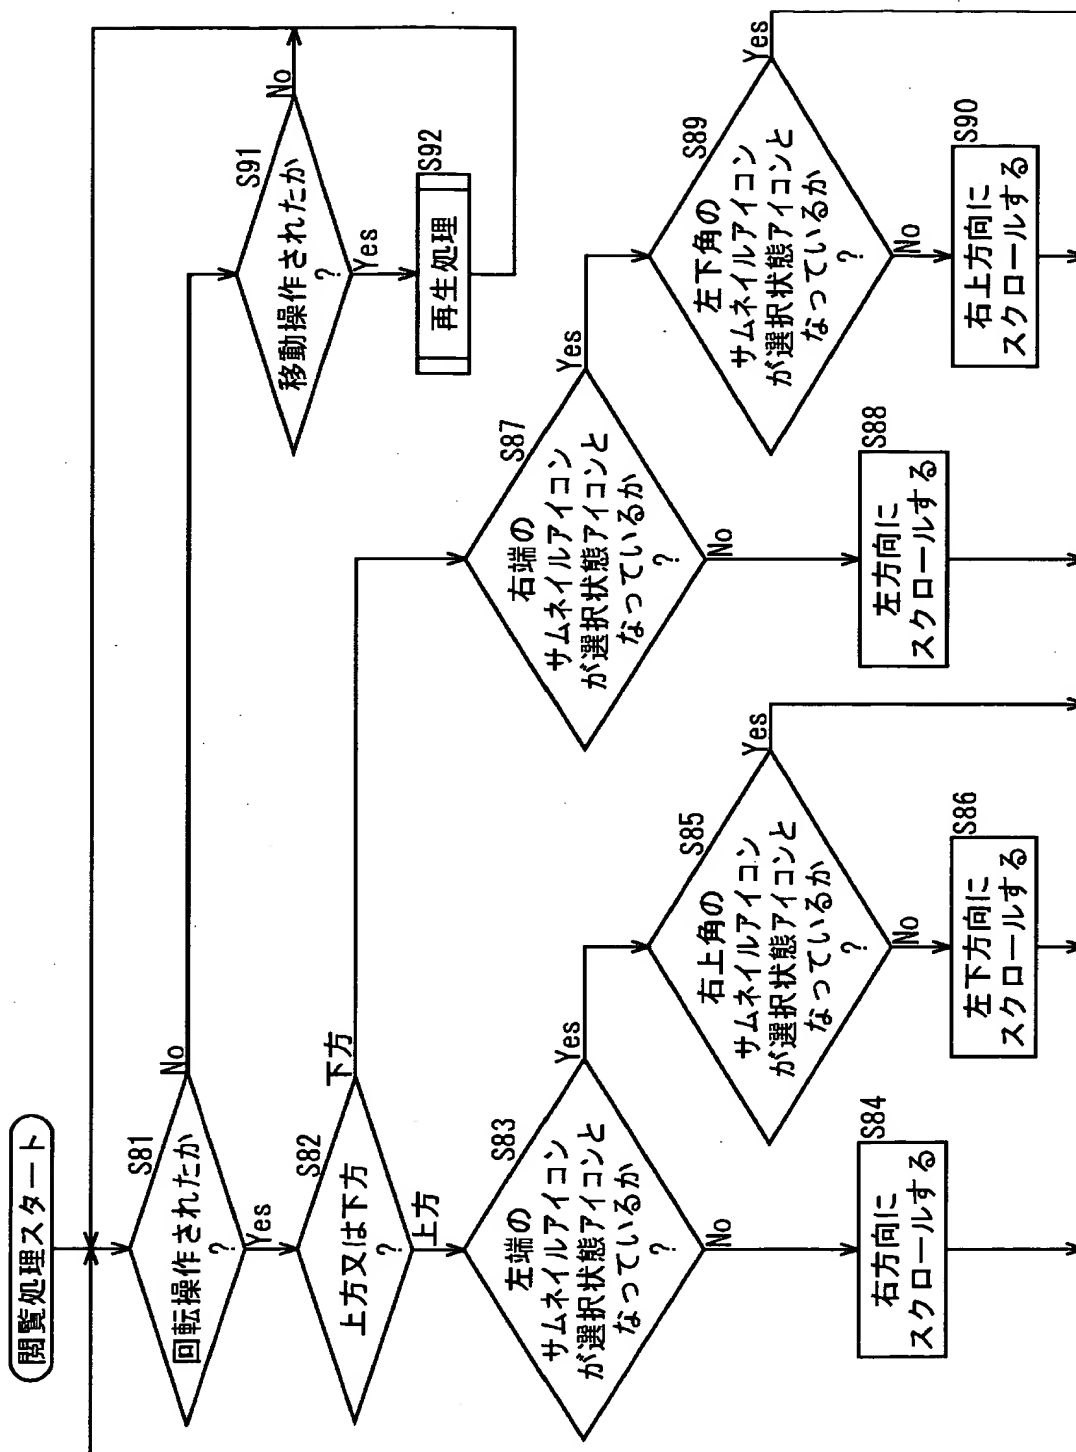 閲覧処理スタート
S81
回転操作されたか
?
No
Yes
S82
上方又は下方
?
下方
上方
S83
左端の
サムネイルアイコン
が選択状態アイコンと
なっているか
?
Yes
No
S84
右方向に
スクロールする
S85
右上角の
サムネイルアイコン
が選択状態アイコンと
なっているか
?
Yes
No
S86
左下方向に
スクロールする
S87
右端の
サムネイルアイコン
が選択状態アイコンと
なっているか
?
Yes
No
S88
左方向に
スクロールする
S89
左下角の
サムネイルアイコン
が選択状態アイコンと
なっているか
?
Yes
No
S90
右上方向に
スクロールする
S91
移動操作されたか
?
No
Yes
S92
再生処理